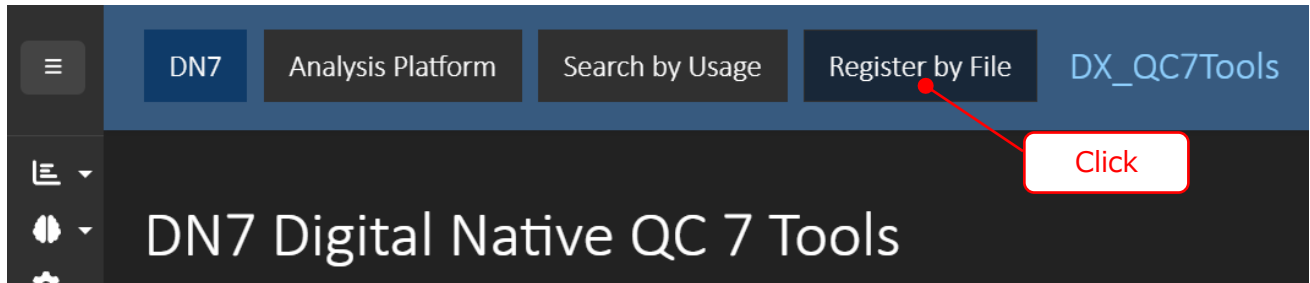 DN7 Analysis Platform Search by Usage Register by File DX_QC7Tools
Click
DN7 Digital Native QC 7 Tools